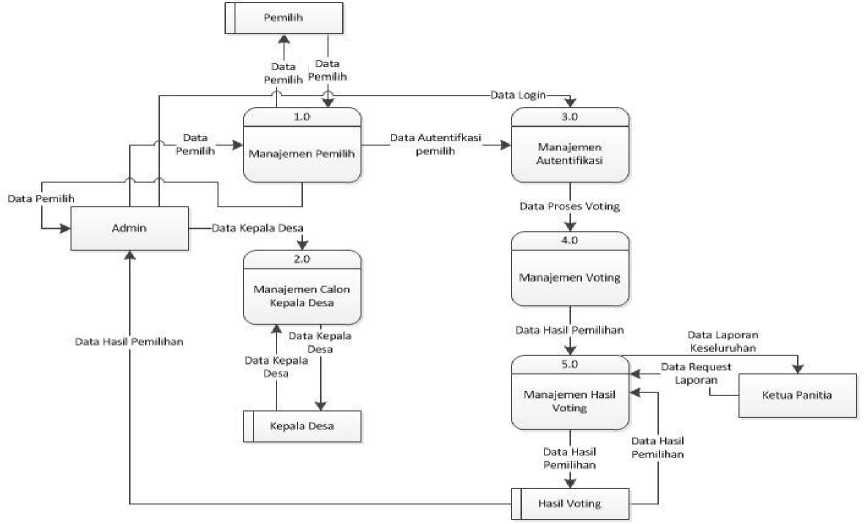 Pemilih
Data
Pemilih
Data
Pemilih
Data Login
1.0
Manajemen Pemilih
3.0
Manajemen
Autentifikasi
Data
Pemilih
Data Autentifkasi
pemilih
Data Pemilih
Admin
Data Kepala Desa
Data Proses Voting
2.0
Manajemen Calon
Kepala Desa
4.0
Manajemen Voting
Data Hasil Pemilihan
Data Kepala
Desa
Data Kepala
Desa
Data Hasil Pemilihan
Data Laporan
Keseluruhan
5.0
Manajemen Hasil
Voting
Data Request
Laporan
Ketua Panitia
Kepala Desa
Data Hasil
Pemilihan
Data Hasil
Pemilihan
Hasil Voting